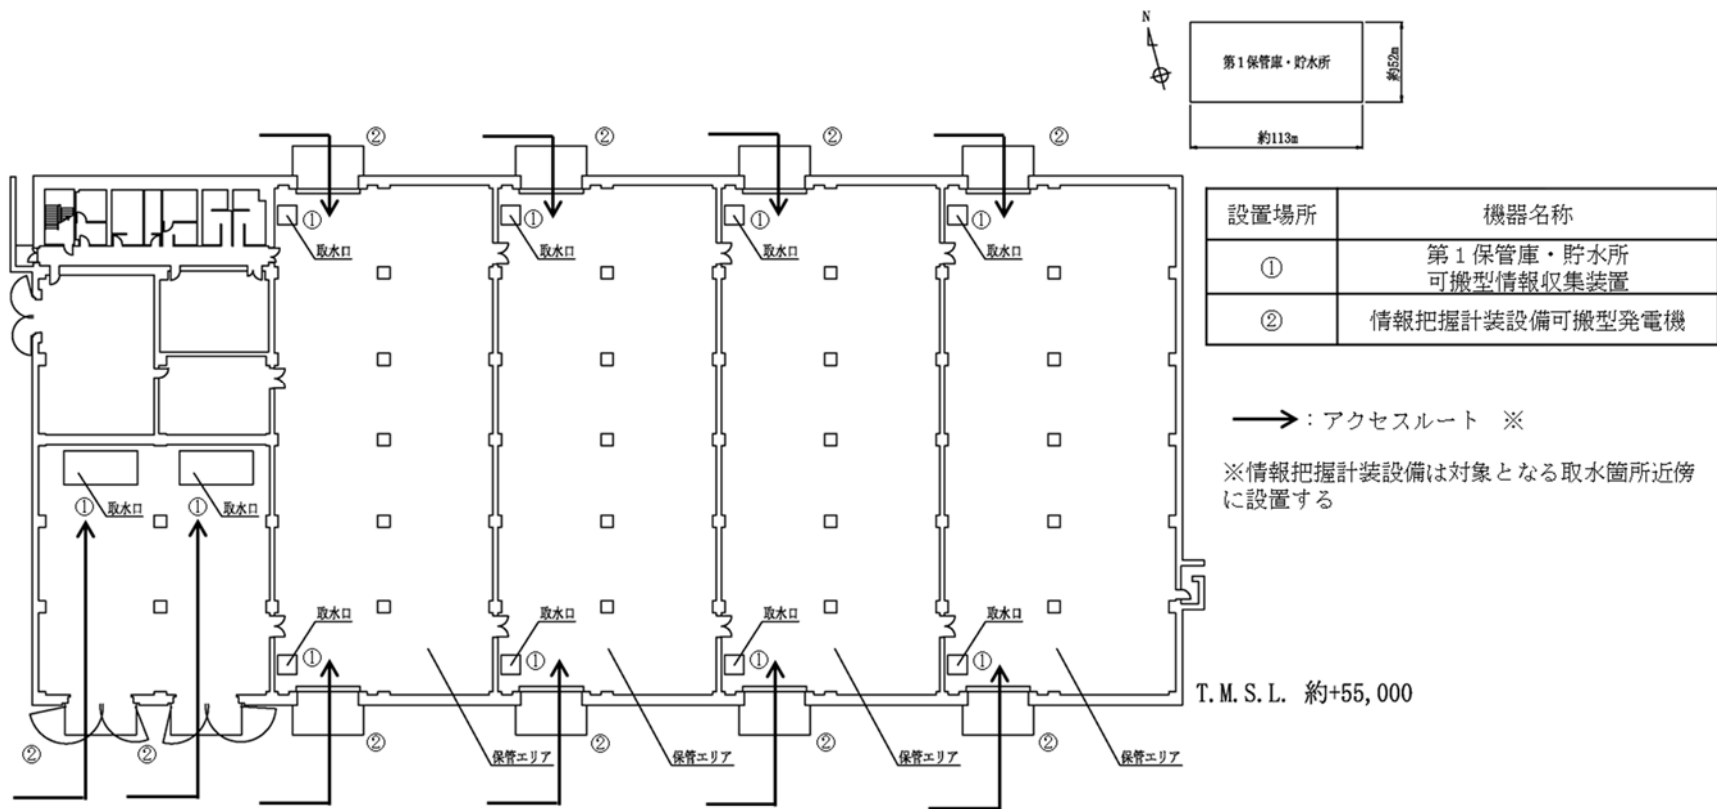 N
第1保管庫・貯水所
約52m
約113m
② ② ② ②
設置場所 機器名称
① 第1保管庫・貯水所
可搬型情報収集装置
② 情報把握計装設備可搬型発電機
① ① ① ①
取水口 取水口 取水口 取水口
：アクセスルート ※
※情報把握計装設備は対象となる取水箇所近傍
に設置する
① 取水口 ① 取水口
取水口 取水口 取水口 取水口
① ① ① ①
T.M.S.L. 約+55,000
② ② ② ② ② ②
保管エリア 保管エリア 保管エリア 保管エリア